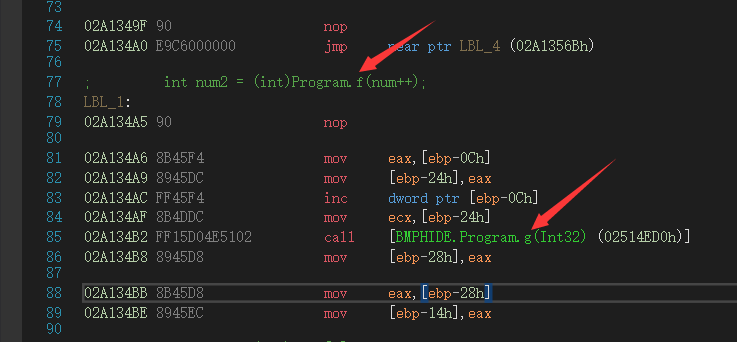 73
74 02A1349F 90 nop
75 02A134A0 E9C6000000 jmp near ptr LBL_4 (02A1356Bh)
76
77 ; int num2 = (int)Program.f(num++);
78 LBL_1:
79 02A134A5 90 nop
80
81 02A134A6 8B45F4 mov eax,[ebp-0Ch]
82 02A134A9 8945DC mov [ebp-24h],eax
83 02A134AC FF45F4 inc dword ptr [ebp-0Ch]
84 02A134AF 8B4DDC mov ecx,[ebp-24h]
85 02A134B2 FF15D04E5102 call [BMPHIDE.Program.g(Int32) (02514ED0h)]
86 02A134B8 8945D8 mov [ebp-28h],eax
87
88 02A134BB 8B45D8 mov eax,[ebp-28h]
89 02A134BE 8945EC mov [ebp-14h],eax
90